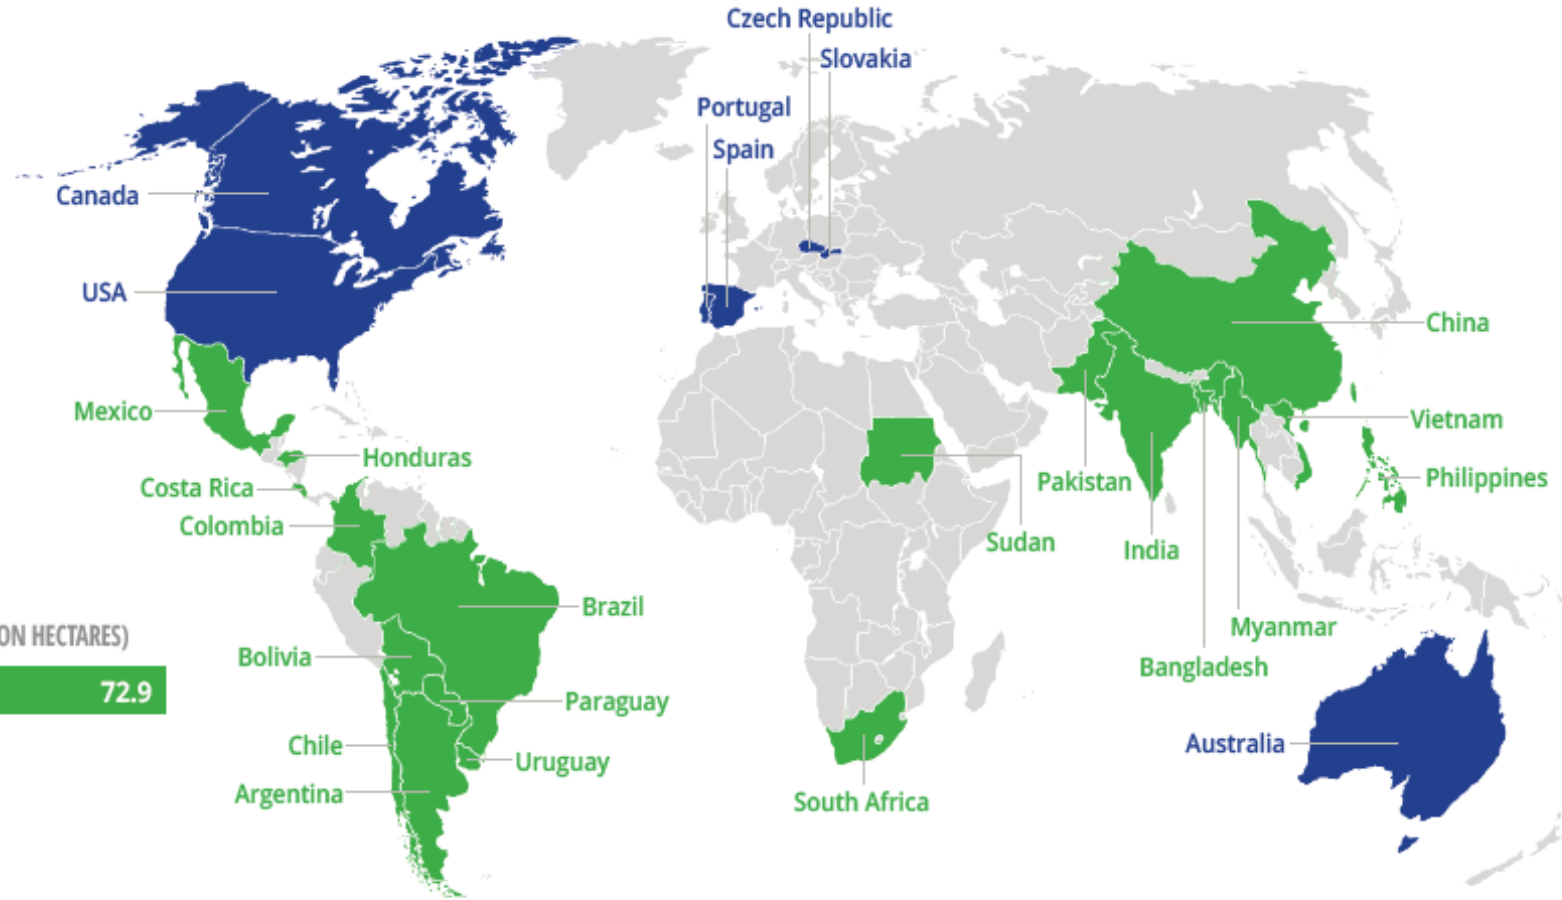 Czech Republic
Slovakia
Portugal
Spain
Canada
USA
China
Mexico
Vietnam
Honduras
Pakistan
Philippines
Costa Rica
Colombia
Sudan
India
Brazil
ON HECTARES)
Myanmar
Bolivia
Bangladesh
72.9
Paraguay
Chile
Australia
Uruguay
Argentina
South Africa